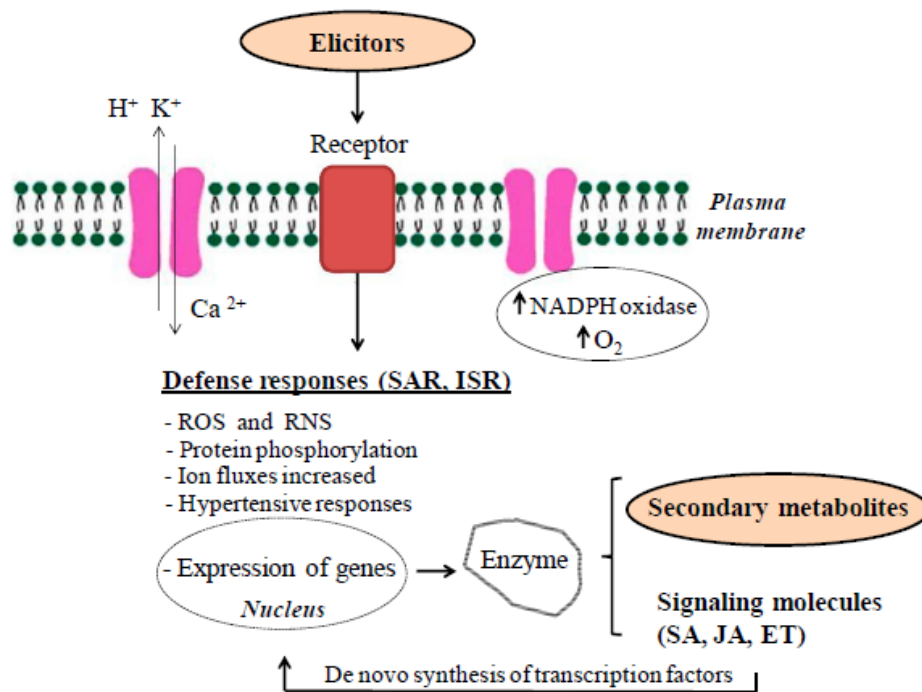 Elicitors
H⁺ K⁺
Receptor
Plasma
membrane
Ca ²⁺
↑NADPH oxidase
↑O₂
Defense responses (SAR, ISR)
- ROS and RNS
- Protein phosphorylation
- Ion fluxes increased
- Hypertensive responses
- Expression of genes
Nucleus
Enzyme
Secondary metabolites
Signaling molecules
(SA, JA, ET)
De novo synthesis of transcription factors